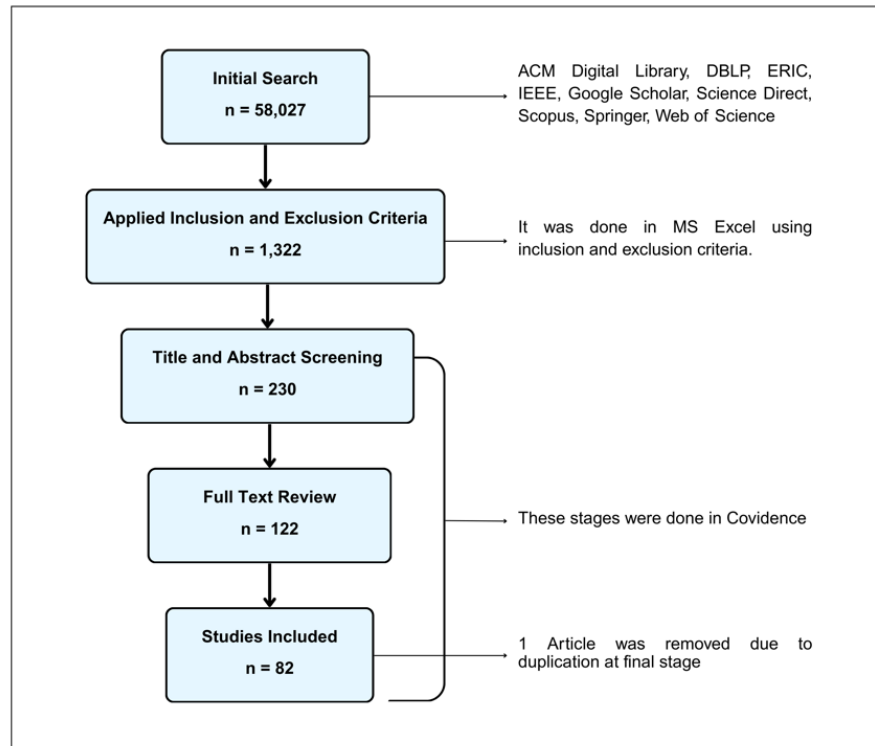 Initial Search
n = 58,027
ACM Digital Library, DBLP, ERIC,
IEEE, Google Scholar, Science Direct,
Scopus, Springer, Web of Science
Applied Inclusion and Exclusion Criteria
n = 1,322
It was done in MS Excel using
inclusion and exclusion criteria.
Title and Abstract Screening
n = 230
Full Text Review
n = 122
These stages were done in Covidence
Studies Included
n = 82
1 Article was removed due to
duplication at final stage